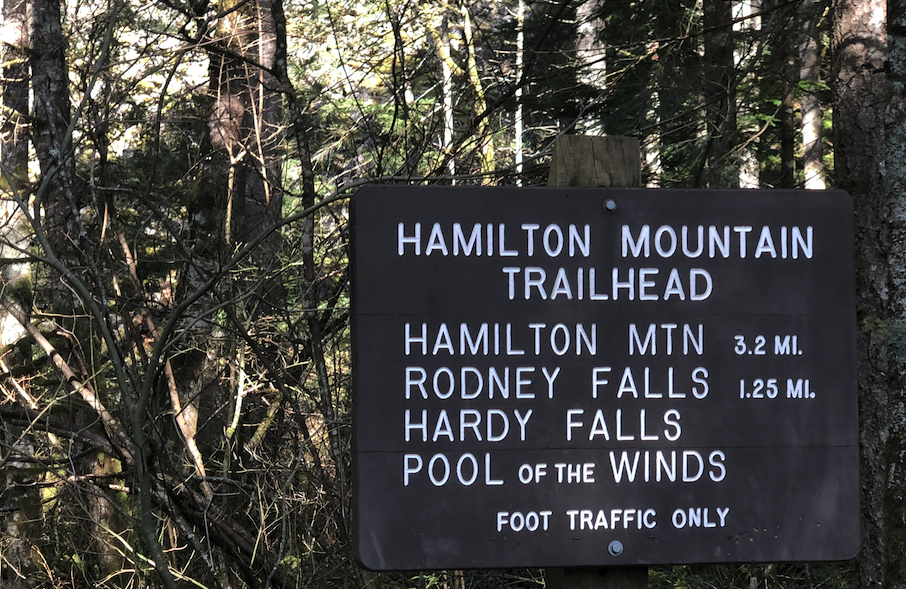 HAMILTON MOUNTAIN
TRAILHEAD
HAMILTON MTN 3.2 MI.
RODNEY FALLS 1.25 MI.
HARDY FALLS
POOL OF THE WINDS
FOOT TRAFFIC ONLY